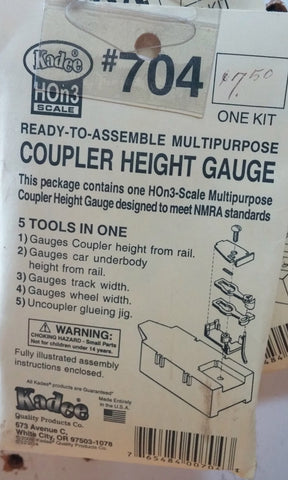 Kadee ®
#704
$7.50
HOn3
SCALE
ONE KIT
READY-TO-ASSEMBLE MULTIPURPOSE
COUPLER HEIGHT GAUGE
This package contains one HOn3-Scale Multipurpose
Coupler Height Gauge designed to meet NMRA standards
5 TOOLS IN ONE
1) Gauges Coupler height from rail.
2) Gauges car underbody
height from rail.
3) Gauges track width.
4) Gauges wheel width.
5) Uncoupler glueing jig.
WARNING:
CHOKING HAZARD - Small Parts
Not for children under 14 years.
Fully illustrated assembly
instructions enclosed.
All Kadee® products are Guaranteed
Kadee ®
Made Entirely
in the U.S.A.
Quality Products Co.
573 Avenue C,
White City, OR 97503-1078